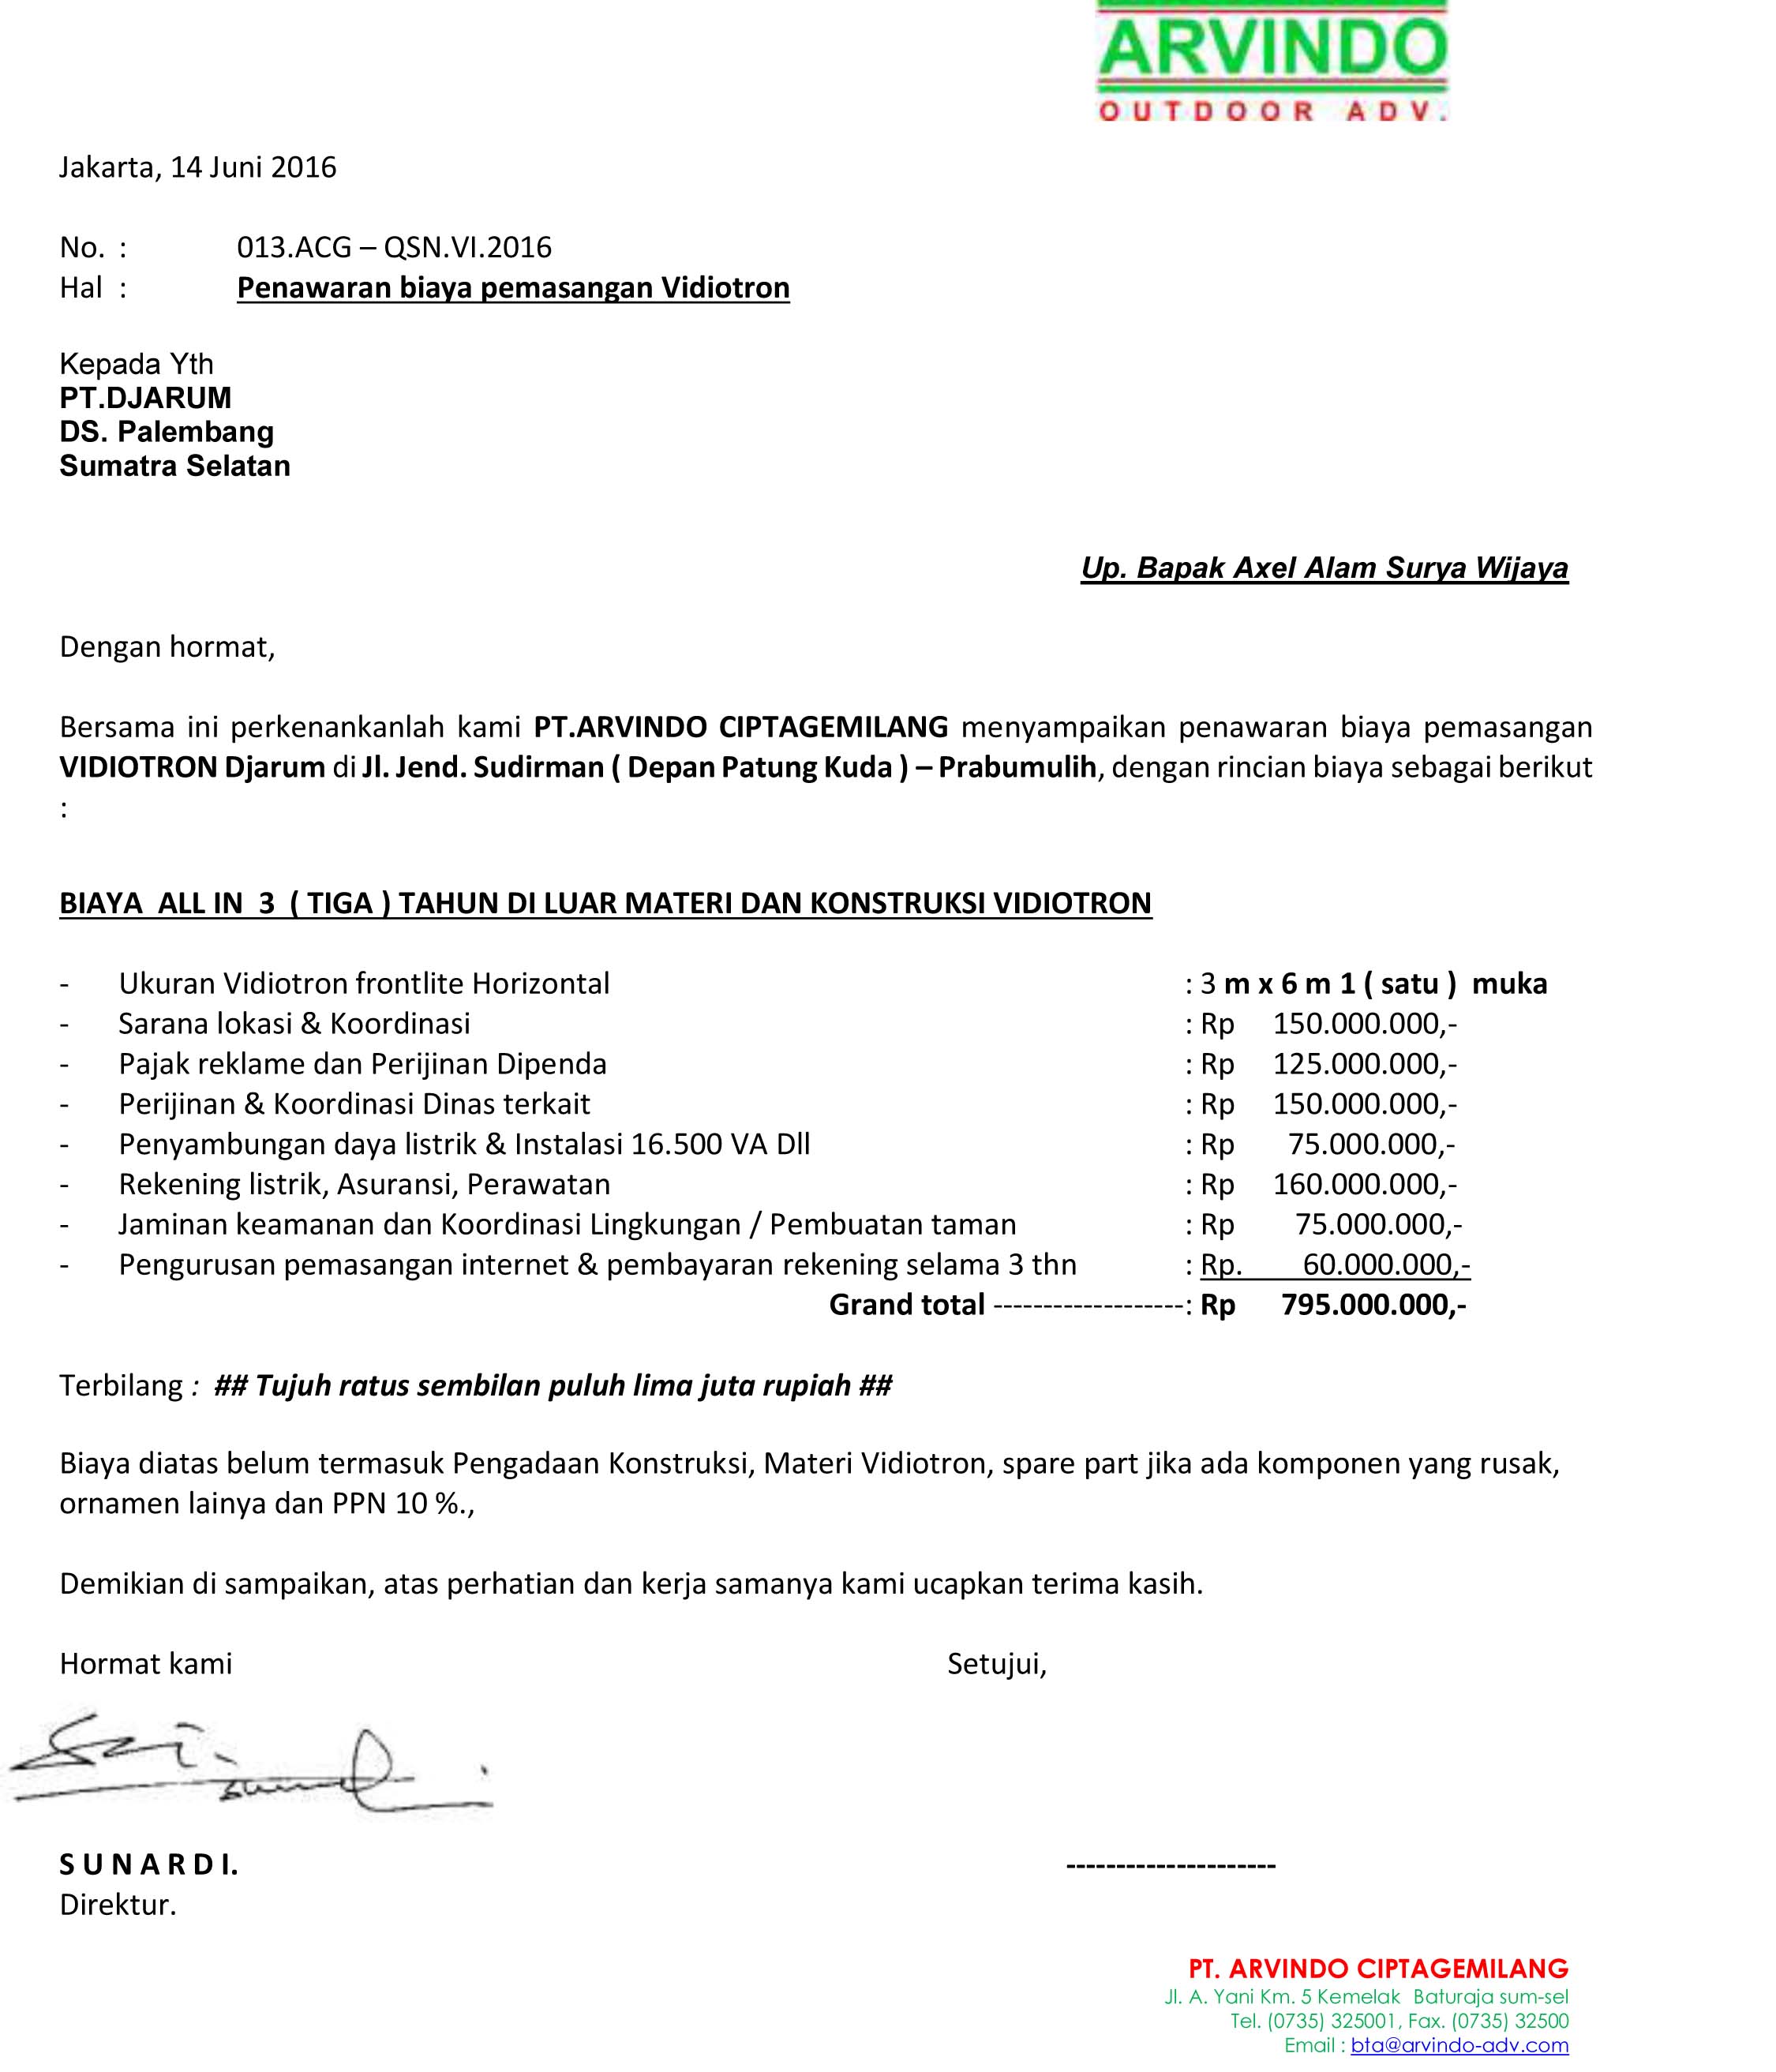 ARVINDO
OUTDOOR ADV.
Jakarta, 14 Juni 2016
No. : 013.ACG – QSN.VI.2016
Hal : Penawaran biaya pemasangan Vidiotron
Kepada Yth
PT.DJARUM
DS. Palembang
Sumatra Selatan
Up. Bapak Axel Alam Surya Wijaya
Dengan hormat,
Bersama ini perkenankanlah kami PT.ARVINDO CIPTAGEMILANG menyampaikan penawaran biaya pemasangan
VIDIOTRON Djarum di Jl. Jend. Sudirman ( Depan Patung Kuda ) – Prabumulih, dengan rincian biaya sebagai berikut
:
BIAYA ALL IN 3 ( TIGA ) TAHUN DI LUAR MATERI DAN KONSTRUKSI VIDIOTRON
- Ukuran Vidiotron frontlite Horizontal : 3 m x 6 m 1 ( satu ) muka
- Sarana lokasi & Koordinasi : Rp 150.000.000,-
- Pajak reklame dan Perijinan Dipenda : Rp 125.000.000,-
- Perijinan & Koordinasi Dinas terkait : Rp 150.000.000,-
- Penyambungan daya listrik & Instalasi 16.500 VA Dll : Rp 75.000.000,-
- Rekening listrik, Asuransi, Perawatan : Rp 160.000.000,-
- Jaminan keamanan dan Koordinasi Lingkungan / Pembuatan taman : Rp 75.000.000,-
- Pengurusan pemasangan internet & pembayaran rekening selama 3 thn : Rp. 60.000.000,-
Grand total -------------------: Rp 795.000.000,-
Terbilang : ## Tujuh ratus sembilan puluh lima juta rupiah ##
Biaya diatas belum termasuk Pengadaan Konstruksi, Materi Vidiotron, spare part jika ada komponen yang rusak,
ornamen lainya dan PPN 10 %.,
Demikian di sampaikan, atas perhatian dan kerja samanya kami ucapkan terima kasih.
Hormat kami Setujui,
S U N A R D I. ---------------------
Direktur.
PT. ARVINDO CIPTAGEMILANG
Jl. A. Yani Km. 5 Kemelak Baturaja sum-sel
Tel. (0735) 325001, Fax. (0735) 32500
Email : bta@arvindo-adv.com